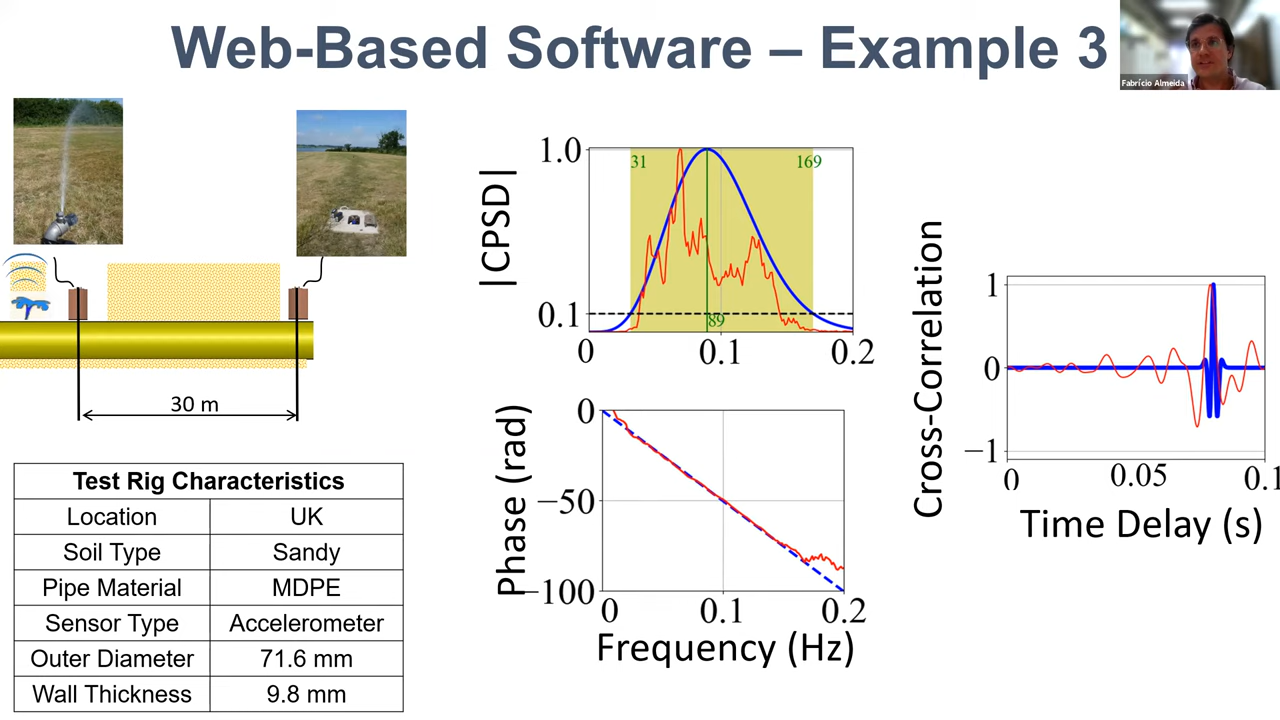 Web-Based Software – Example 3
Fabrício Almeida
30 m
Test Rig Characteristics
Location UK
Soil Type Sandy
Pipe Material MDPE
Sensor Type Accelerometer
Outer Diameter 71.6 mm
Wall Thickness 9.8 mm
|CPSD|
1.0
0.1
31
169
89
0 0.1 0.2
Phase (rad)
0
−50
−100
0 0.1 0.2
Frequency (Hz)
Cross-Correlation
1
0
−1
0 0.05 0.1
Time Delay (s)